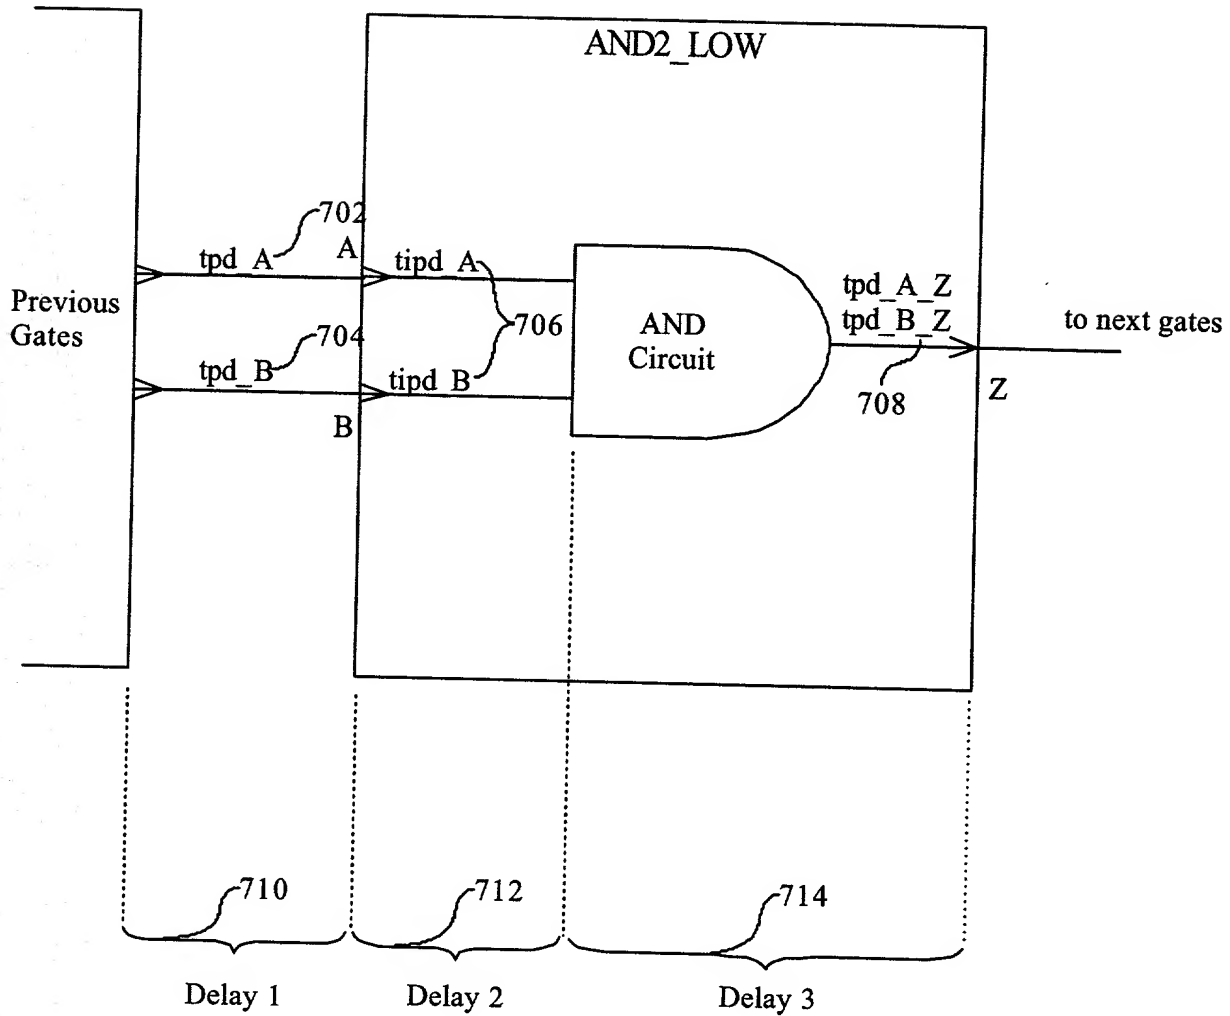 AND2_LOW
702
tpd_A
A
tipd_A
tpd_A_Z
Previous
Gates
704
706
AND
Circuit
tpd_B_Z
to next gates
tpd_B
tipd_B
708
Z
B
710
712
714
Delay 1
Delay 2
Delay 3